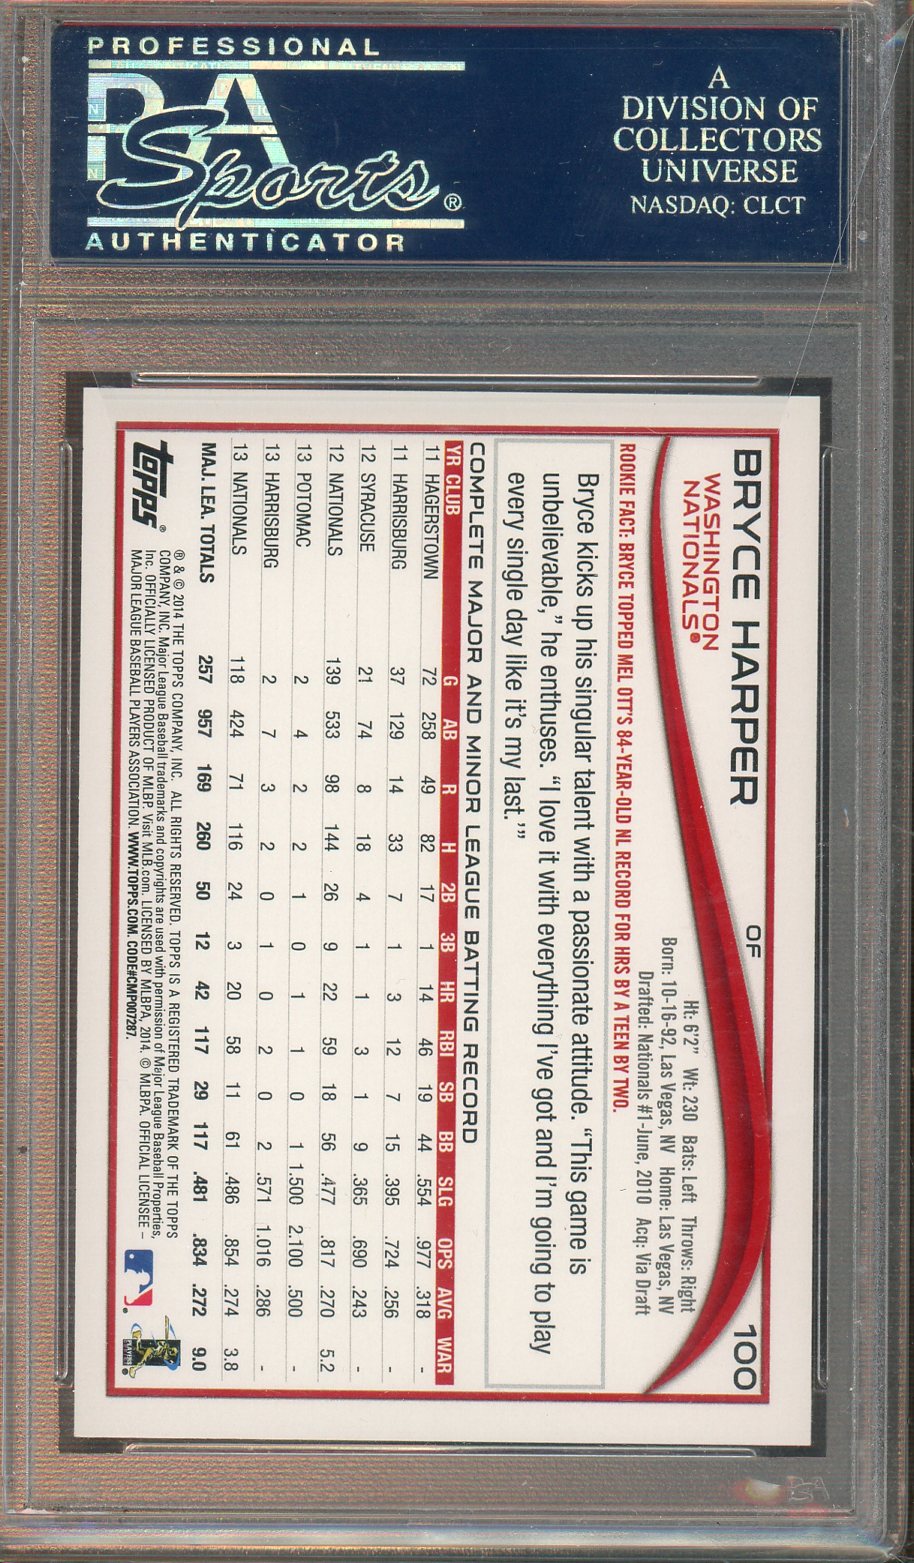 PROFESSIONAL
PSA
Sports®
AUTHENTICATOR
A
DIVISION OF
COLLECTORS
UNIVERSE
NASDAQ: CLCT
BRYCE HARPER OF 100
WASHINGTON
NATIONALS®
Ht: 6'2" Wt: 230 Bats: Left Throws: Right
Born: 10-16-92, Las Vegas, NV Home: Las Vegas, NV
Drafted: Nationals #1-June, 2010 Acq: Via Draft
ROOKIE FACT: BRYCE TOPPED MEL OTT'S 84-YEAR-OLD NL RECORD FOR HRS BY A TEEN BY TWO.
Bryce kicks up his singular talent with a passionate attitude. "This game is
unbelievable," he enthuses. "I love it with everything I've got and I'm going to play
every single day like it's my last.'"
COMPLETE MAJOR AND MINOR LEAGUE BATTING RECORD
YR CLUB G AB R H 2B 3B HR RBI SB BB SLG OPS AVG WAR
11 HAGERSTOWN 72 258 49 82 17 1 14 46 19 44 .554 .977 .318 -
11 HARRISBURG 37 129 14 33 7 1 3 12 7 15 .395 .724 .256 -
12 SYRACUSE 21 74 8 18 4 1 1 3 1 9 .365 .690 .243 -
12 NATIONALS 139 533 98 144 26 9 22 59 18 56 .477 .817 .270 5.2
13 POTOMAC 2 4 2 2 1 0 1 1 0 1 1.500 2.100 .500 -
13 HARRISBURG 2 7 3 2 0 1 0 2 0 2 .571 1.016 .286 -
13 NATIONALS 118 424 71 116 24 3 20 58 11 61 .486 .854 .274 3.8
MAJ. LEA. TOTALS 257 957 169 260 50 12 42 117 29 117 .481 .834 .272 9.0
topps®
® & © 2014 THE TOPPS COMPANY, INC. ALL RIGHTS RESERVED. TOPPS IS A REGISTERED TRADEMARK OF THE TOPPS
COMPANY, INC. Major League Baseball trademarks and copyrights are used with permission of Major League Baseball Properties,
Inc. OFFICIALLY LICENSED PRODUCT OF MLBP. Visit MLB.com. LICENSED BY MLBPA, 2014. © MLBPA. OFFICIAL LICENSEE –
MAJOR LEAGUE BASEBALL PLAYERS ASSOCIATION. WWW.TOPPS.COM. CODE#CMP007287.
PLAYERS
PSA